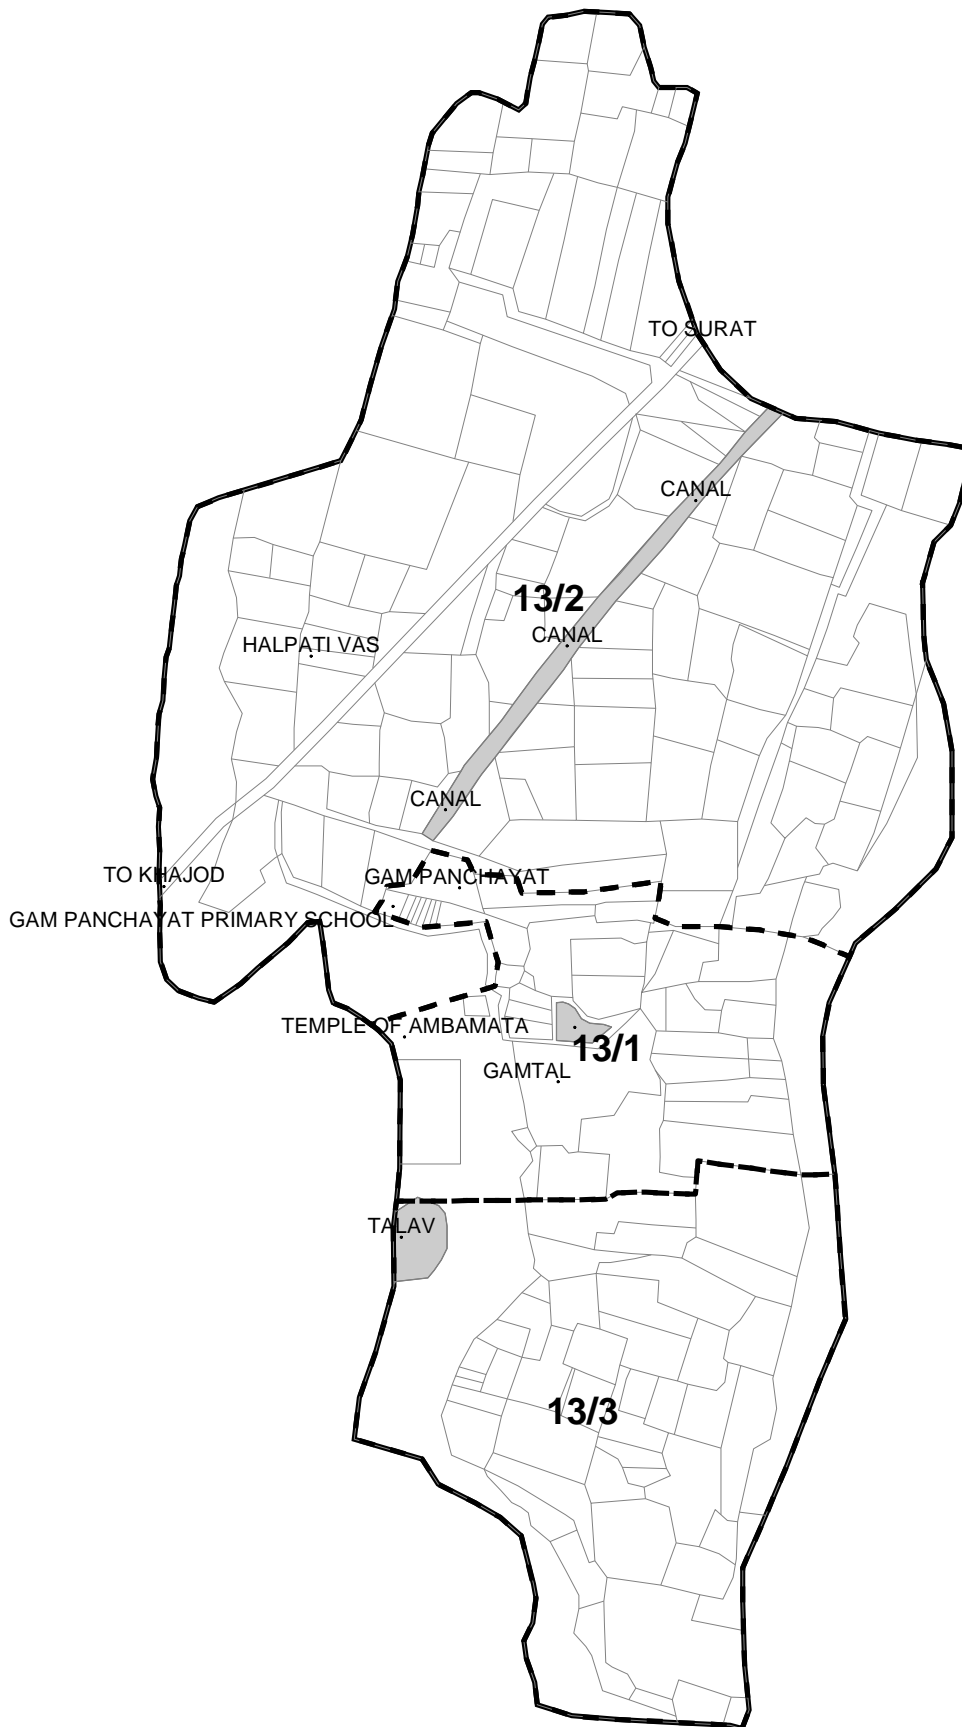 TO SURAT
CANAL
13/2
CANAL
HALPATI VAS
CANAL
TO KHAJOD
GAM PANCHAYAT
GAM PANCHAYAT PRIMARY SCHOOL
TEMPLE OF AMBAMATA
13/1
GAMTAL
TALAV
13/3